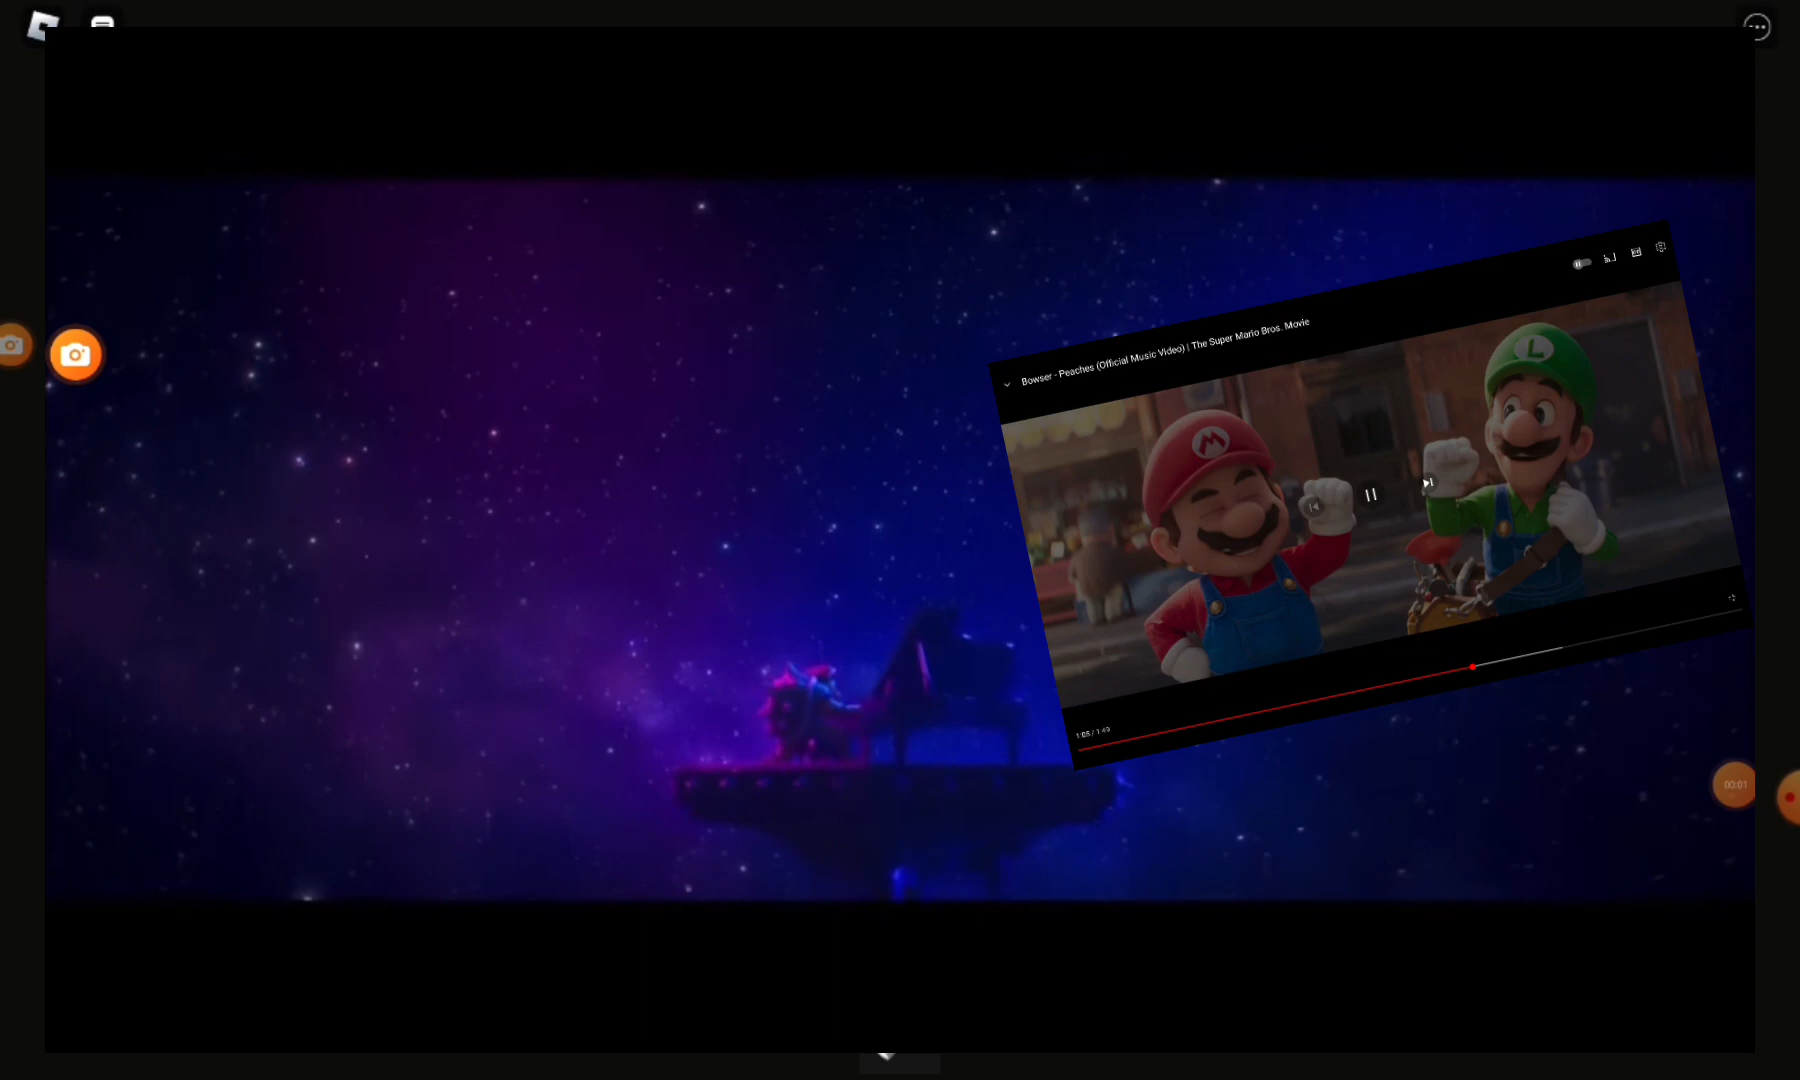 Bowser - Peaches (Official Music Video) | The Super Mario Bros. Movie
M
L
1:05 / 1:49
00:01